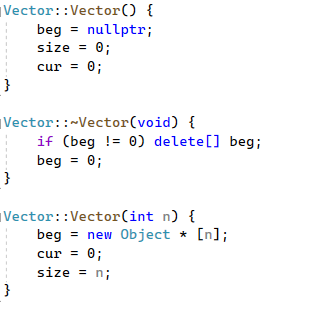 Vector::Vector() {
    beg = nullptr;
    size = 0;
    cur = 0;
}
Vector::~Vector(void) {
    if (beg != 0) delete[] beg;
    beg = 0;
}
Vector::Vector(int n) {
    beg = new Object * [n];
    cur = 0;
    size = n;
}